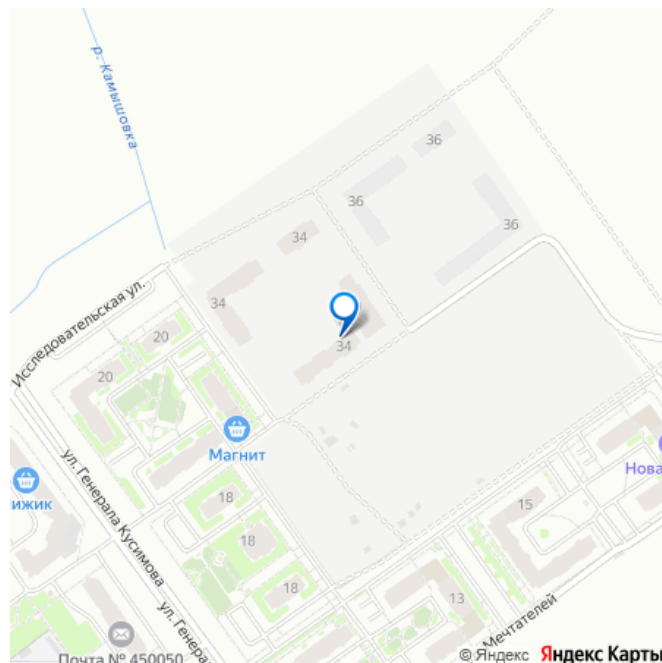 р. Камышовка
36
36
36
34
34
34
Исследовательская ул.
20
20
Магнит
ул. Генерала Кусимова
ижик
Нова
18
18
18
15
13
ул. Генера
Мечтателей
Почта № 450050
© Яндекс Яндекс Карты